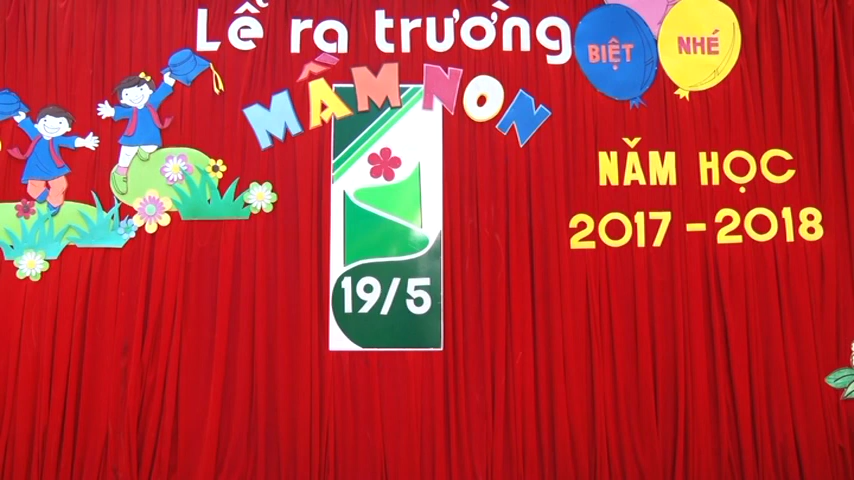 Lễ ra trường
MẦM NON
BIỆT NHÉ
NĂM HỌC
2017 - 2018
19/5